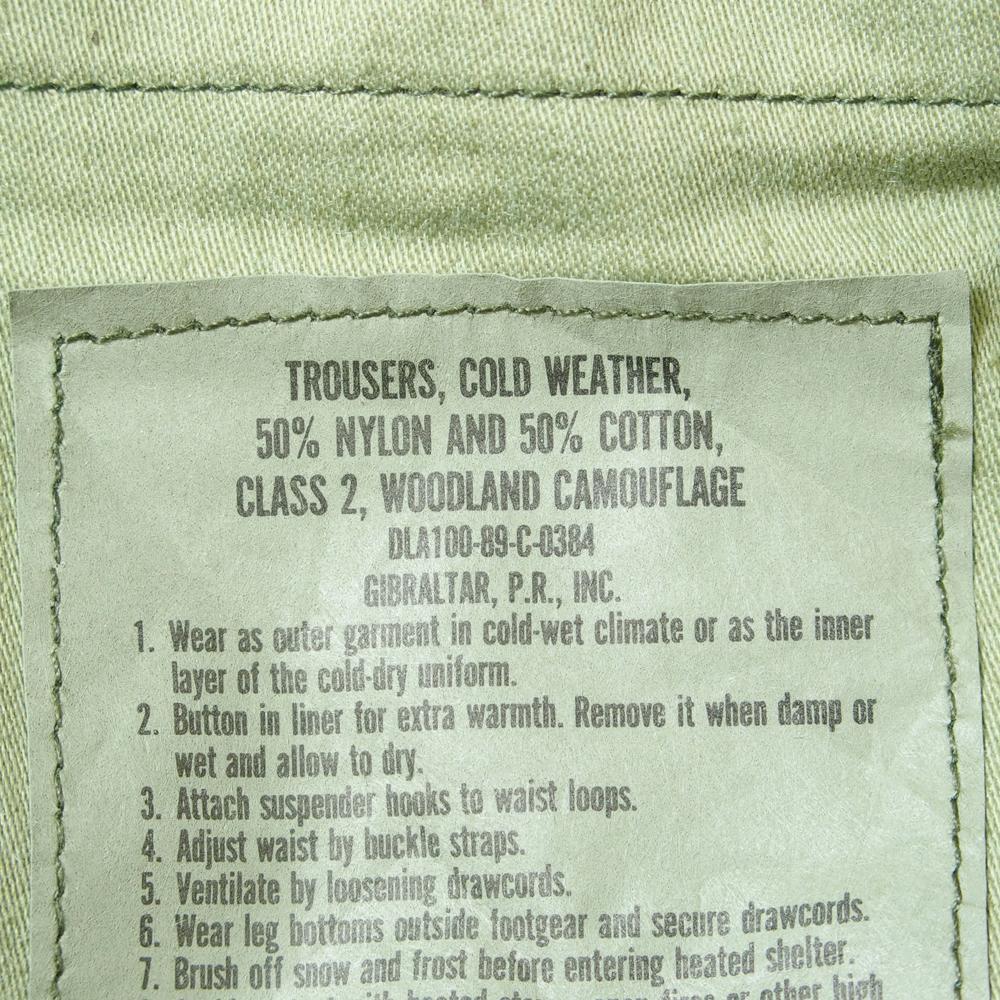 TROUSERS, COLD WEATHER,
50% NYLON AND 50% COTTON,
CLASS 2, WOODLAND CAMOUFLAGE
DLA100-89-C-0384
GIBRALTAR, P.R., INC.
1. Wear as outer garment in cold-wet climate or as the inner
layer of the cold-dry uniform.
2. Button in liner for extra warmth. Remove it when damp or
wet and allow to dry.
3. Attach suspender hooks to waist loops.
4. Adjust waist by buckle straps.
5. Ventilate by loosening drawcords.
6. Wear leg bottoms outside footgear and secure drawcords.
7. Brush off snow and frost before entering heated shelter.
or other high